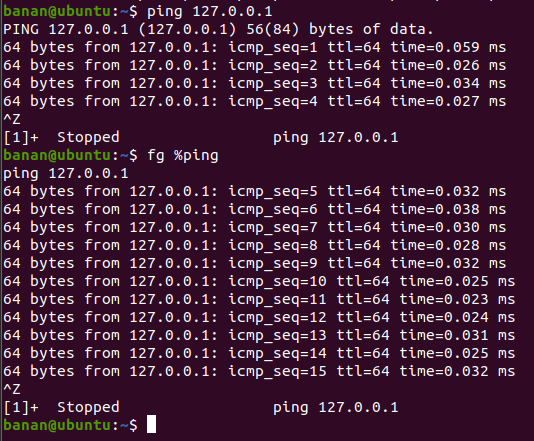 banan@ubuntu:~$ ping 127.0.0.1
PING 127.0.0.1 (127.0.0.1) 56(84) bytes of data.
64 bytes from 127.0.0.1: icmp_seq=1 ttl=64 time=0.059 ms
64 bytes from 127.0.0.1: icmp_seq=2 ttl=64 time=0.026 ms
64 bytes from 127.0.0.1: icmp_seq=3 ttl=64 time=0.034 ms
64 bytes from 127.0.0.1: icmp_seq=4 ttl=64 time=0.027 ms
^Z
[1]+  Stopped                 ping 127.0.0.1
banan@ubuntu:~$ fg %ping
ping 127.0.0.1
64 bytes from 127.0.0.1: icmp_seq=5 ttl=64 time=0.032 ms
64 bytes from 127.0.0.1: icmp_seq=6 ttl=64 time=0.038 ms
64 bytes from 127.0.0.1: icmp_seq=7 ttl=64 time=0.030 ms
64 bytes from 127.0.0.1: icmp_seq=8 ttl=64 time=0.028 ms
64 bytes from 127.0.0.1: icmp_seq=9 ttl=64 time=0.032 ms
64 bytes from 127.0.0.1: icmp_seq=10 ttl=64 time=0.025 ms
64 bytes from 127.0.0.1: icmp_seq=11 ttl=64 time=0.023 ms
64 bytes from 127.0.0.1: icmp_seq=12 ttl=64 time=0.024 ms
64 bytes from 127.0.0.1: icmp_seq=13 ttl=64 time=0.031 ms
64 bytes from 127.0.0.1: icmp_seq=14 ttl=64 time=0.025 ms
64 bytes from 127.0.0.1: icmp_seq=15 ttl=64 time=0.032 ms
^Z
[1]+  Stopped                 ping 127.0.0.1
banan@ubuntu:~$